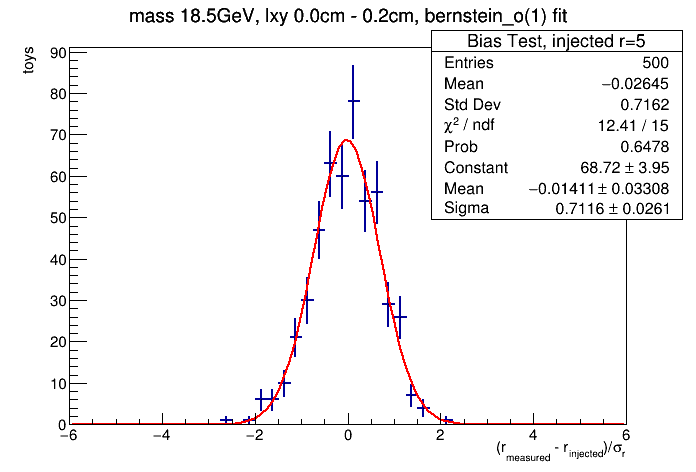 mass 18.5GeV, lxy 0.0cm - 0.2cm, bernstein_o(1) fit
Bias Test, injected r=5
Entries 500
Mean −0.02645
Std Dev 0.7162
χ² / ndf 12.41 / 15
Prob 0.6478
Constant 68.72 ± 3.95
Mean −0.01411 ± 0.03308
Sigma 0.7116 ± 0.0261
toys
90
80
70
60
50
40
30
20
10
0
−6 −4 −2 0 2 4 6
(r_measured - r_injected)/σ_r